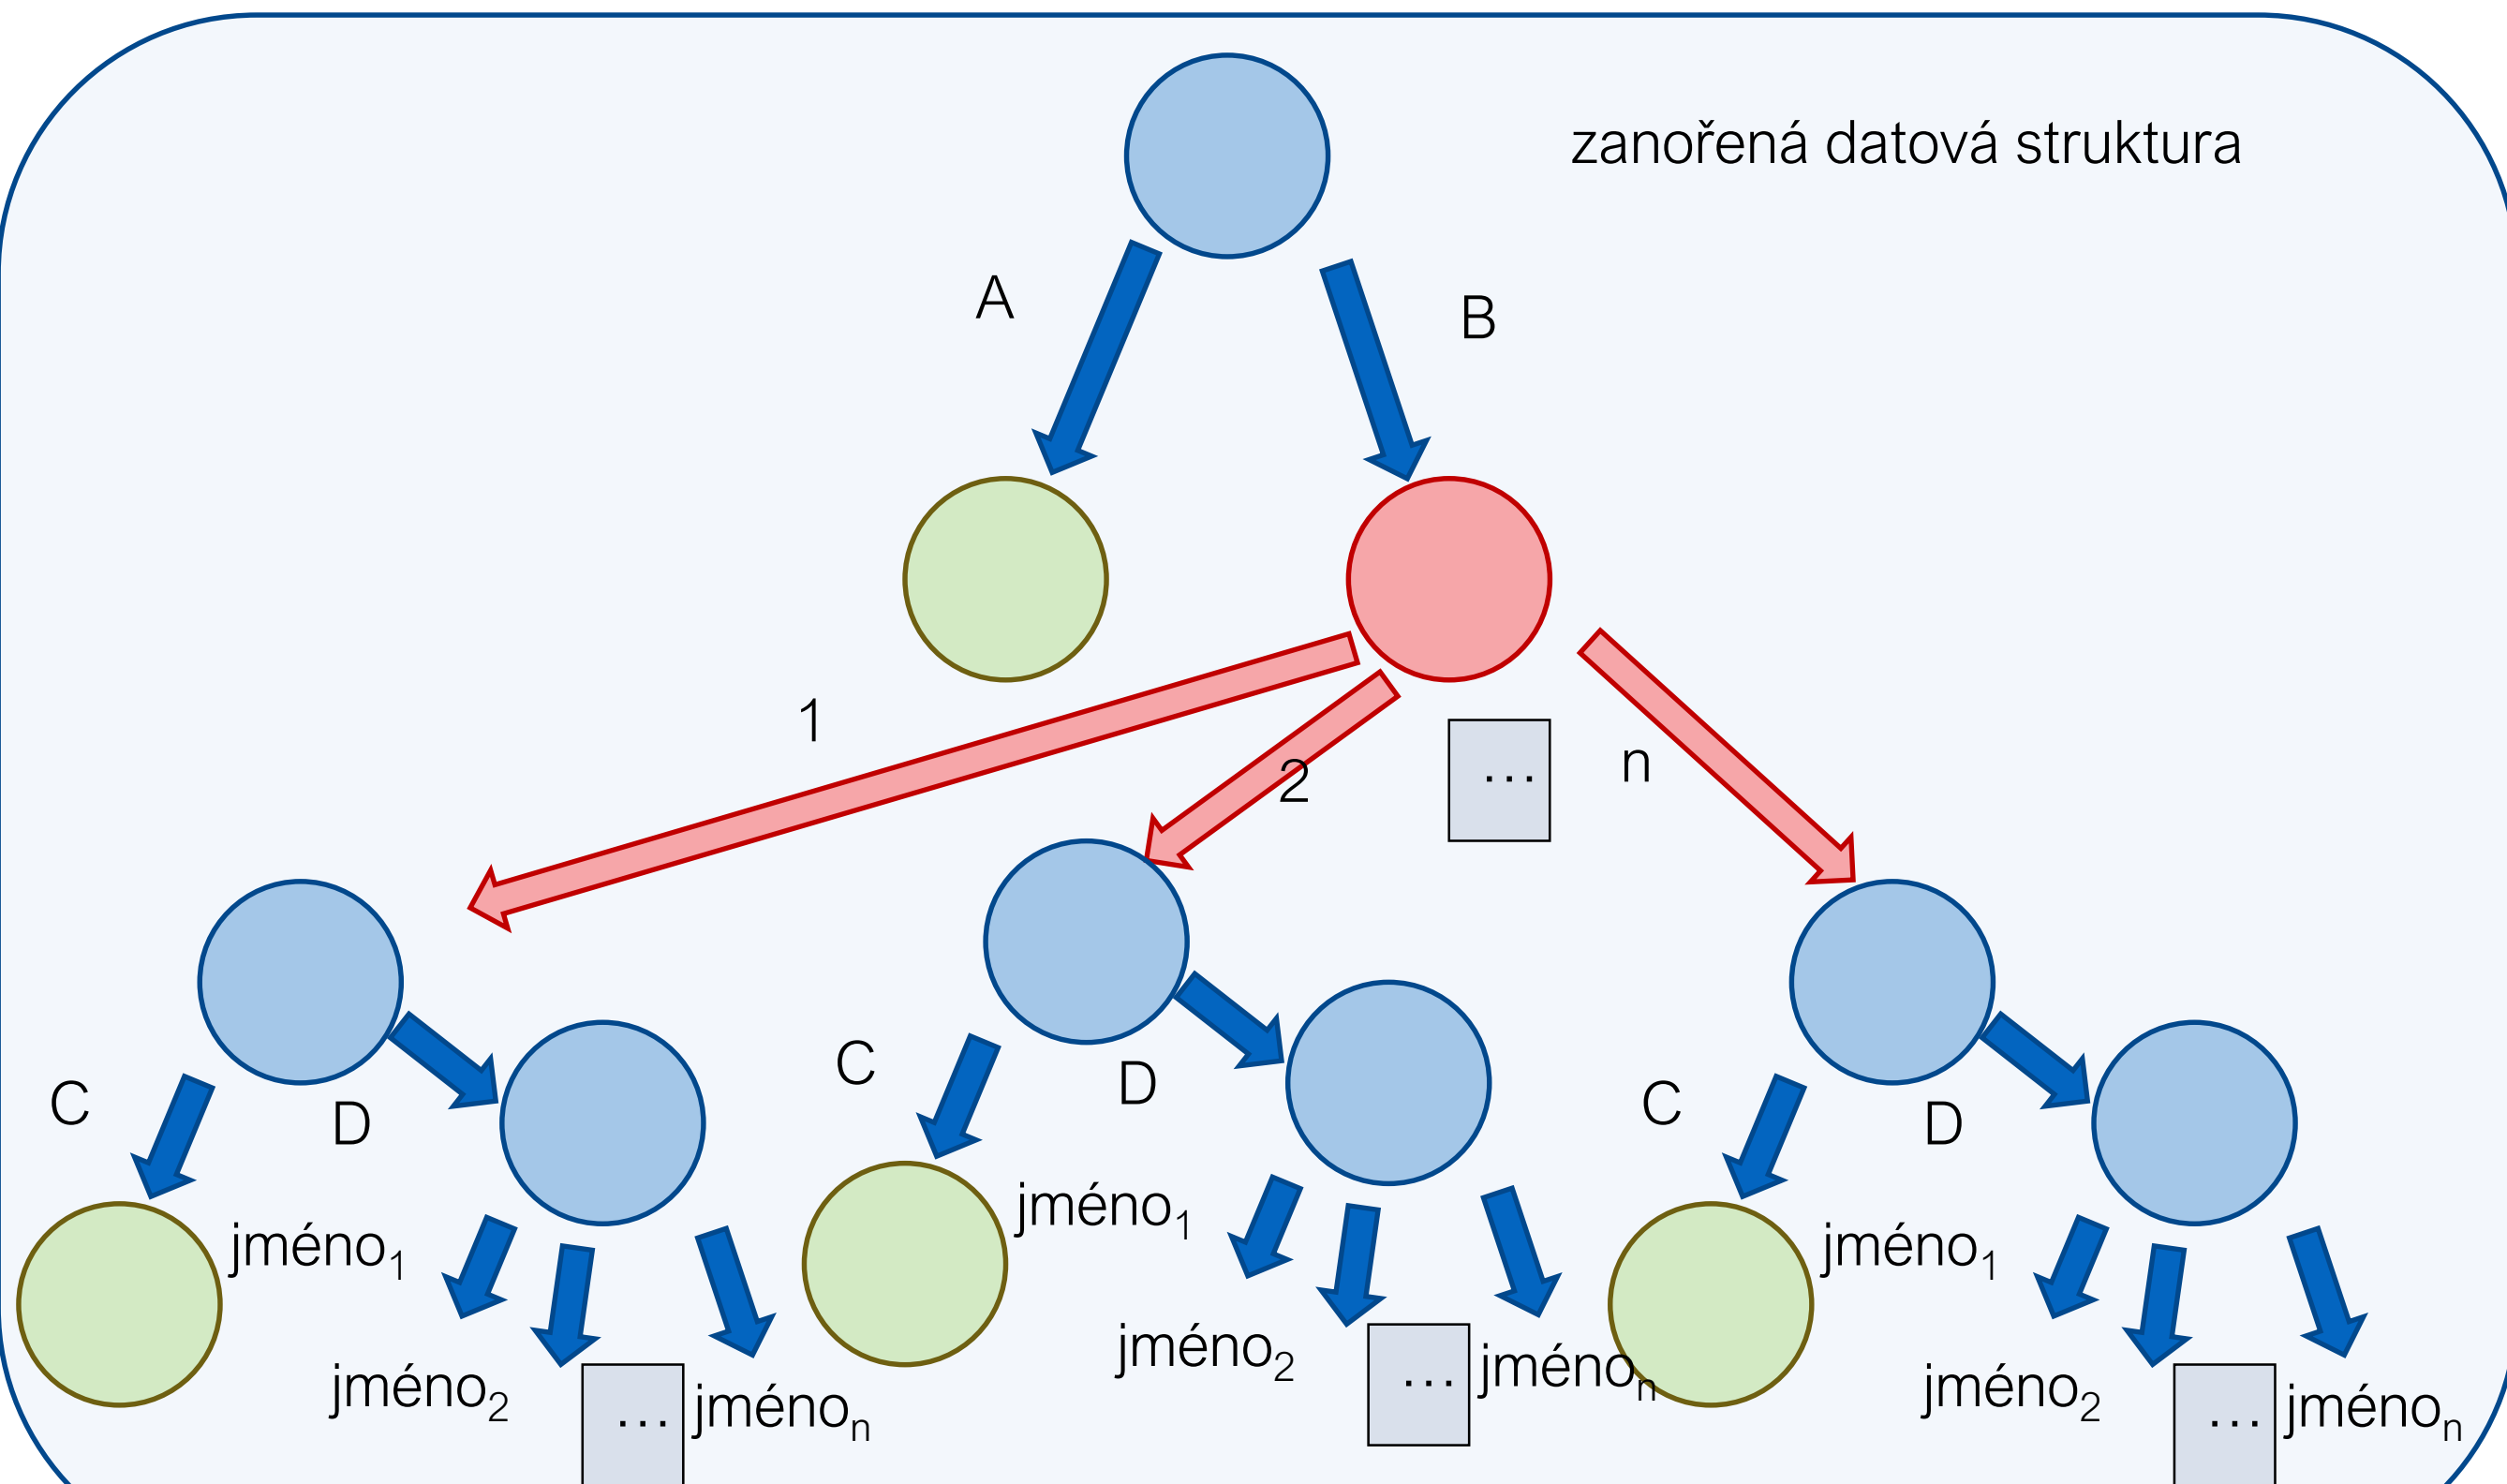 zanořená datová struktura
A
B
1
2
...
n
C
D
C
D
C
D
jméno₁
jméno₂
...
jménoₙ
jméno₁
jméno₂
...
jménoₙ
jméno₁
jméno₂
...
jménoₙ